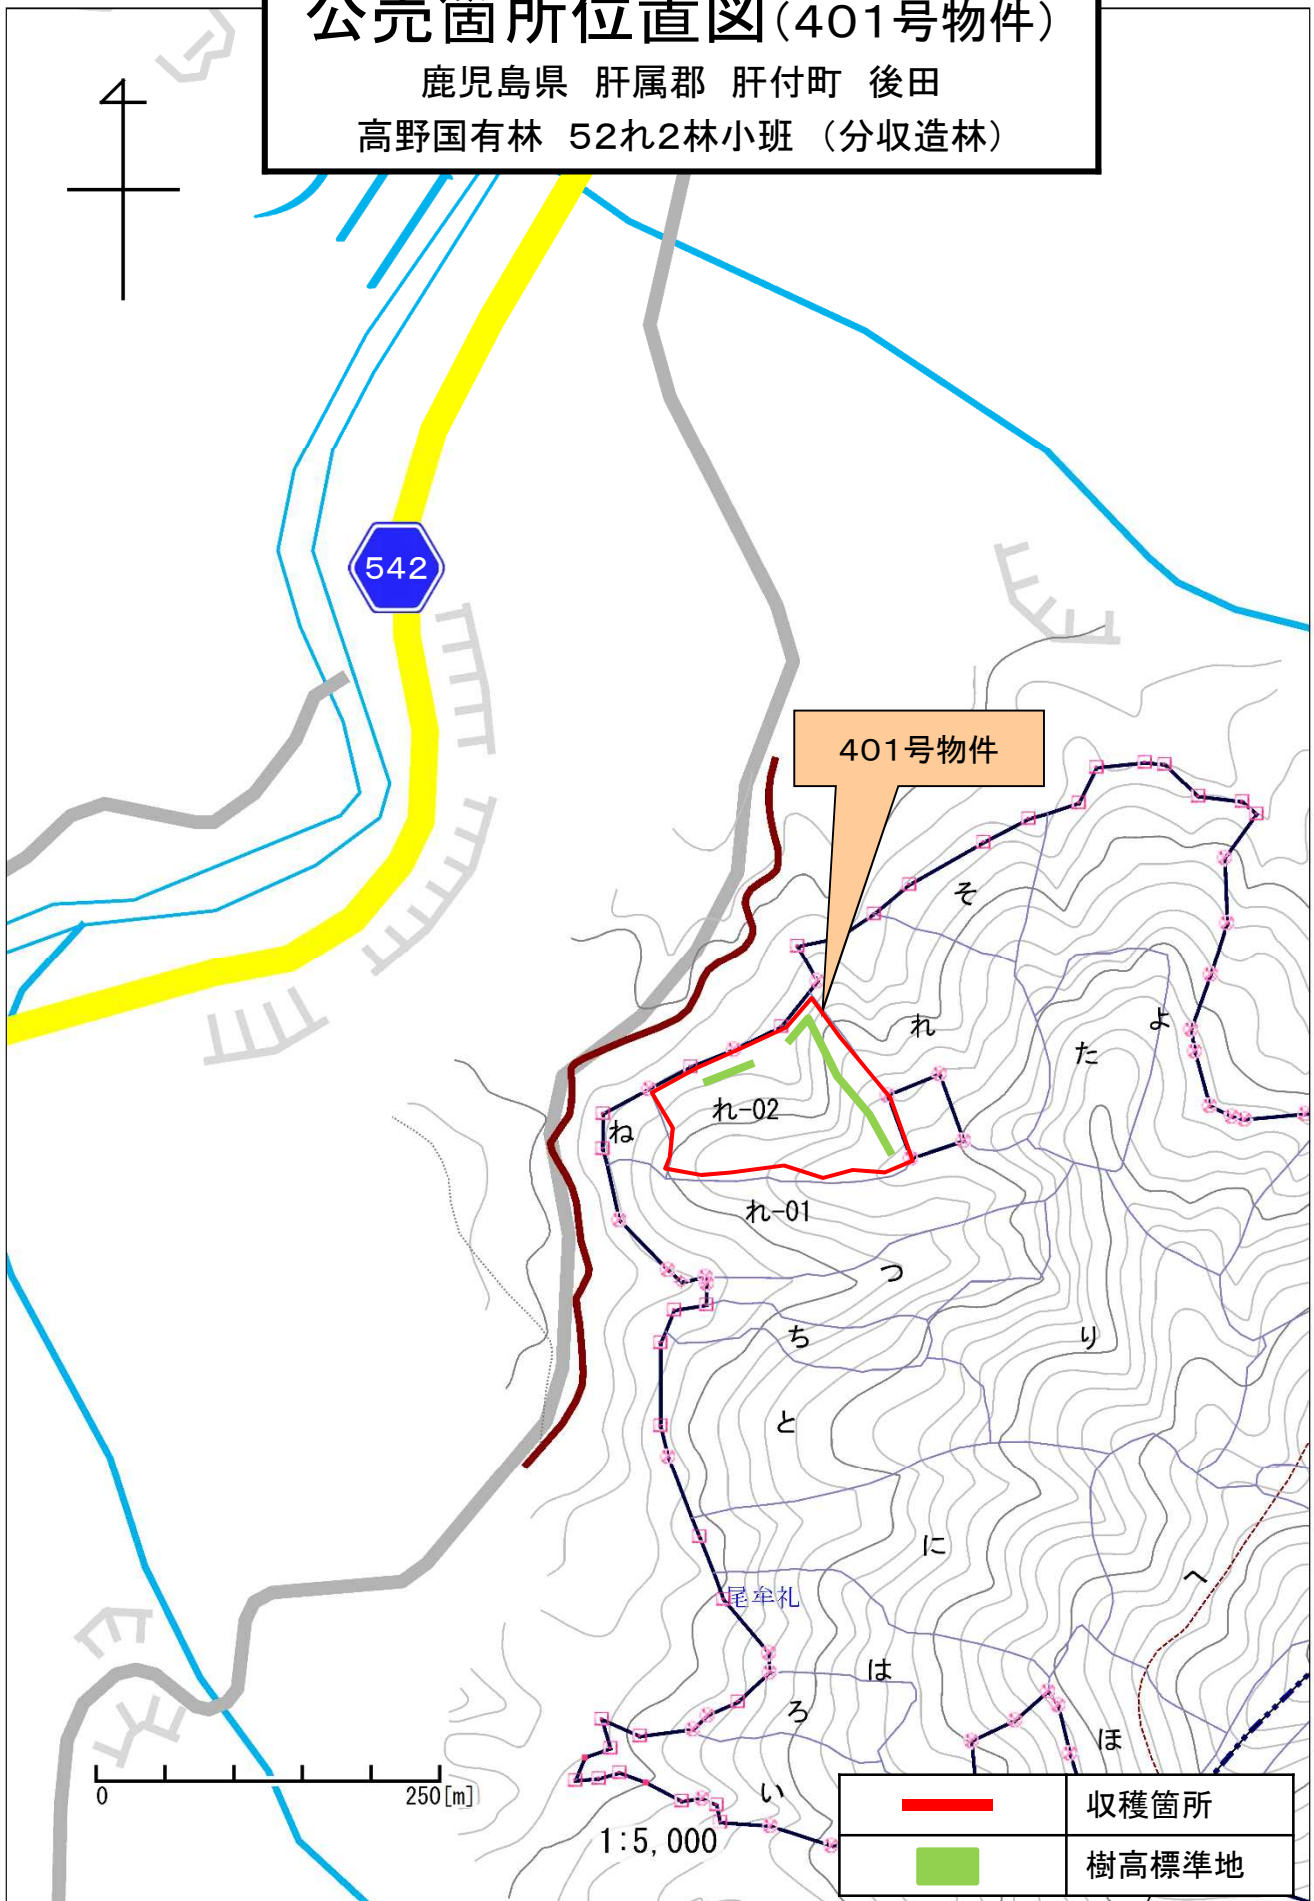 公売箇所位置図(401号物件)
鹿児島県 肝属郡 肝付町 後田
高野国有林 52れ2林小班 (分収造林)
542
401号物件
そ
れ
た
よ
れ-02
ね
れ-01
つ
ち
り
と
に
へ
尾牟礼
は
ろ
ほ
い
0 250[m]
1:5,000
収穫箇所
樹高標準地